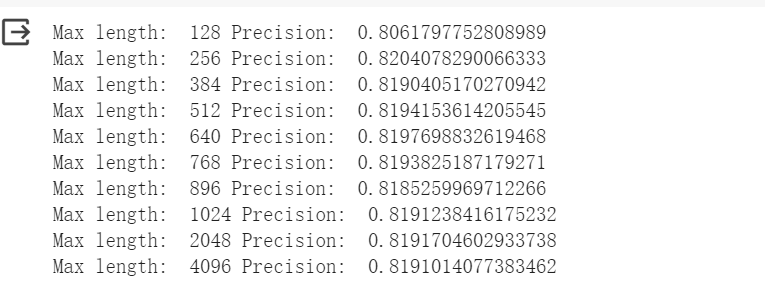 Max length:  128 Precision:  0.8061797752808989
Max length:  256 Precision:  0.8204078290066333
Max length:  384 Precision:  0.8190405170270942
Max length:  512 Precision:  0.8194153614205545
Max length:  640 Precision:  0.8197698832619468
Max length:  768 Precision:  0.8193825187179271
Max length:  896 Precision:  0.8185259969712266
Max length:  1024 Precision:  0.8191238416175232
Max length:  2048 Precision:  0.8191704602933738
Max length:  4096 Precision:  0.8191014077383462